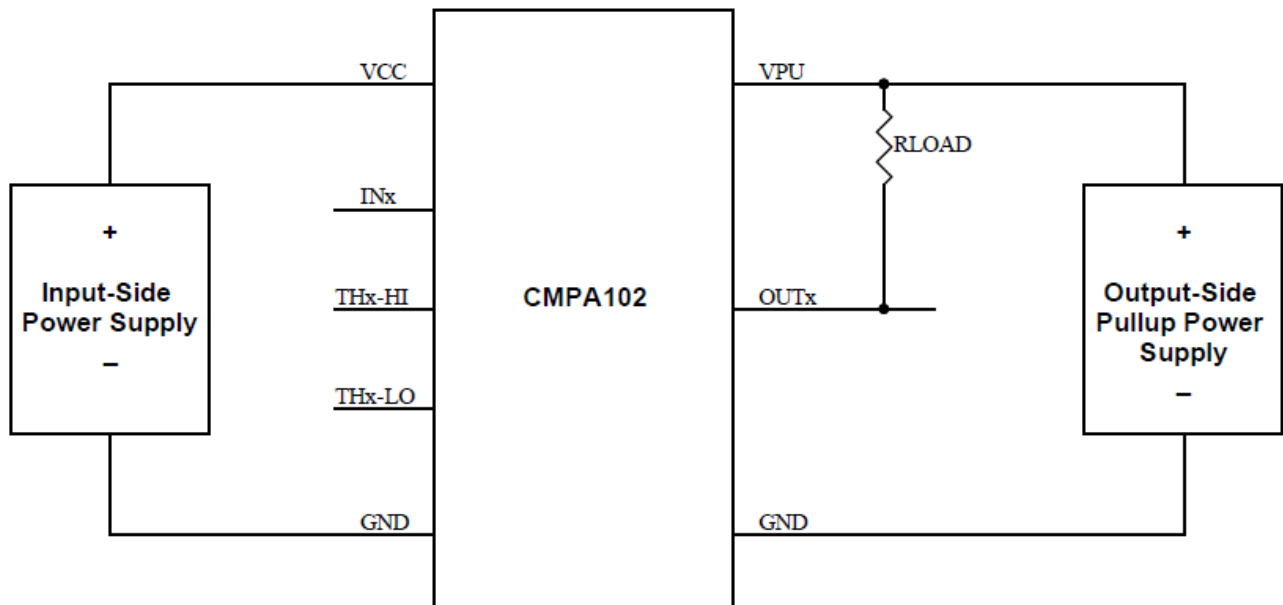 VCC
VPU
RLOAD
INx
+
Input-Side
Power Supply
–
THx-HI
CMPA102
OUTx
+
Output-Side
Pullup Power
Supply
–
THx-LO
GND
GND